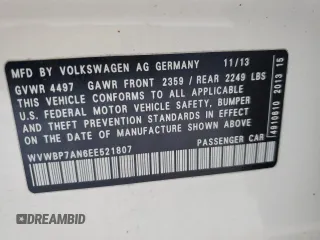 MFD BY VOLKSWAGEN AG GERMANY 11/13
GVWR 4497 GAWR FRONT 2359 / REAR 2249 LBS
THIS VEHICLE CONFORMS TO ALL APPLICABLE
U.S. FEDERAL MOTOR VEHICLE SAFETY, BUMPER
AND THEFT PREVENTION STANDARDS IN EFFECT
ON THE DATE OF MANUFACTURE SHOWN ABOVE
WVWBP7AN6EE521807 PASSENGER CAR
4910610 2013 15